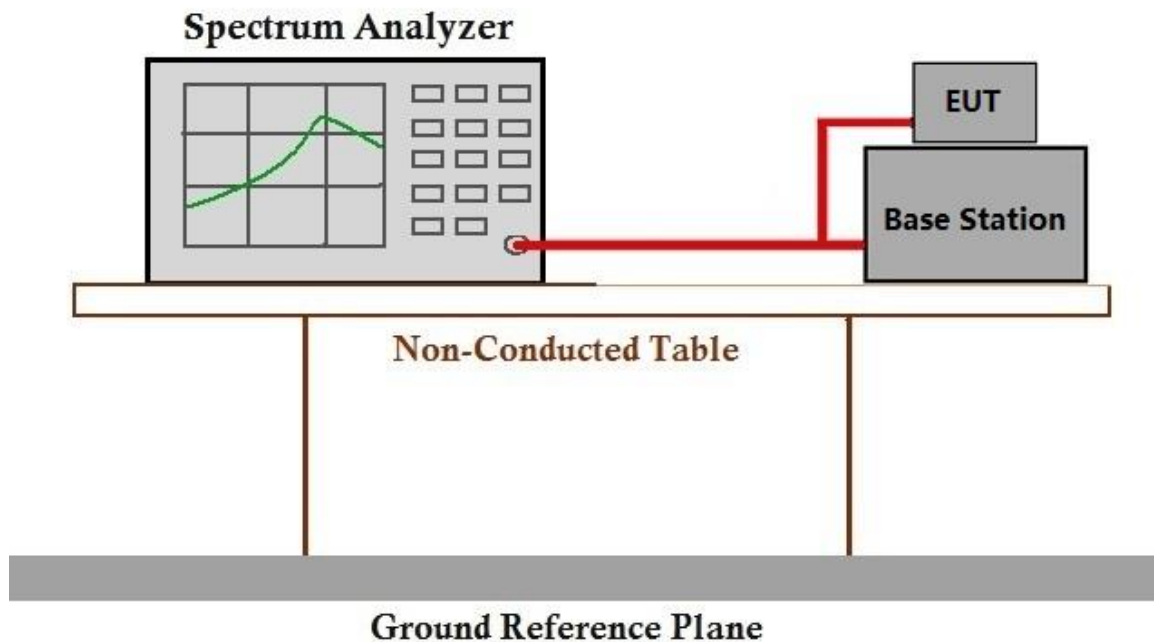 Spectrum Analyzer
EUT
Base Station
Non-Conducted Table
Ground Reference Plane